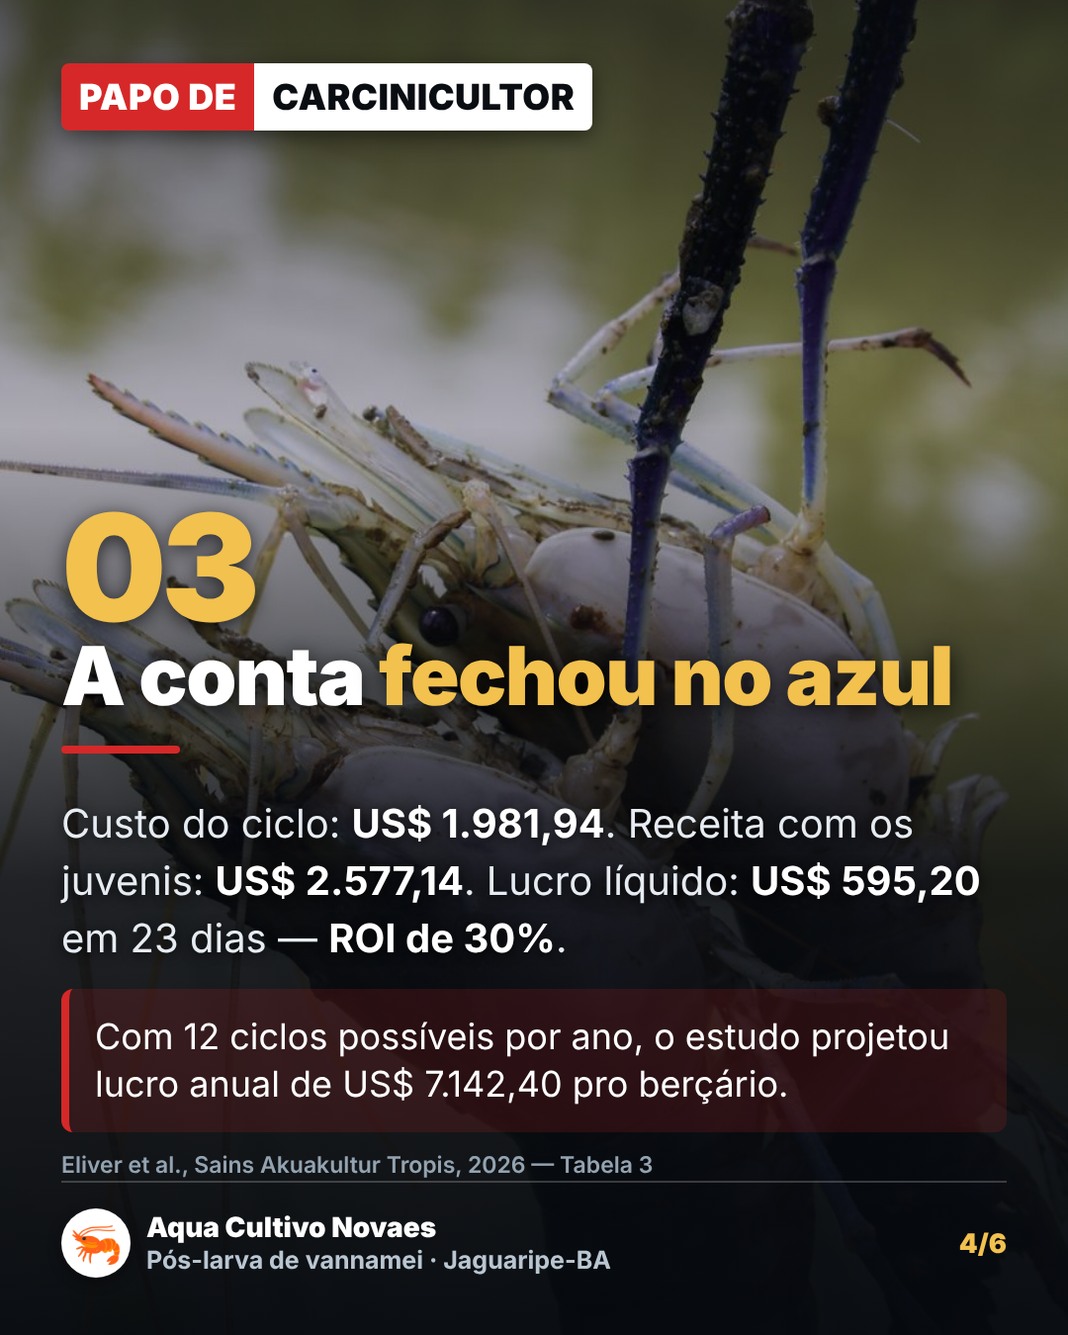 PAPO DE CARCINICULTOR
03
A conta fechou no azul
Custo do ciclo: US$ 1.981,94. Receita com os
juvenis: US$ 2.577,14. Lucro líquido: US$ 595,20
em 23 dias — ROI de 30%.
Com 12 ciclos possíveis por ano, o estudo projetou
lucro anual de US$ 7.142,40 pro berçário.
Eliver et al., Sains Akuakultur Tropis, 2026 — Tabela 3
Aqua Cultivo Novaes
Pós-larva de vannamei · Jaguaripe-BA
4/6